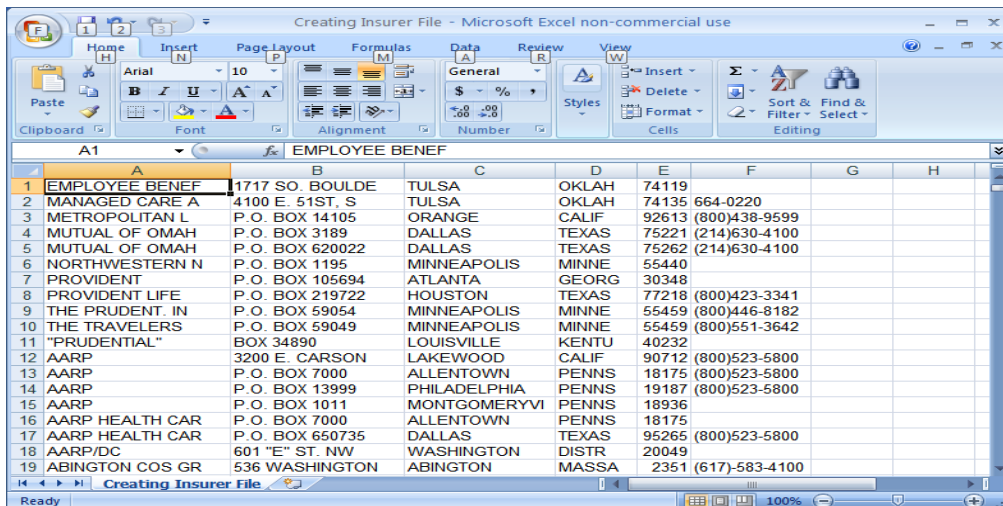 Creating Insurer File - Microsoft Excel non-commercial use
F 1 2 3
Home Insert Page Layout Formulas Data Review View
H N P M A R W
Paste
Clipboard
Arial 10
B I U A A
A
Font
Alignment
General
$ % ,
.0 .00 .00 .0
Number
Styles
Insert
Delete
Format
Cells
Σ
Sort & Filter
Find & Select
Editing
A1 fx EMPLOYEE BENEF
A B C D E F G H
1 EMPLOYEE BENEF 1717 SO. BOULDE TULSA OKLAH 74119
2 MANAGED CARE A 4100 E. 51ST, S TULSA OKLAH 74135 664-0220
3 METROPOLITAN L P.O. BOX 14105 ORANGE CALIF 92613 (800)438-9599
4 MUTUAL OF OMAH P.O. BOX 3189 DALLAS TEXAS 75221 (214)630-4100
5 MUTUAL OF OMAH P.O. BOX 620022 DALLAS TEXAS 75262 (214)630-4100
6 NORTHWESTERN N P.O. BOX 1195 MINNEAPOLIS MINNE 55440
7 PROVIDENT P.O. BOX 105694 ATLANTA GEORG 30348
8 PROVIDENT LIFE P.O. BOX 219722 HOUSTON TEXAS 77218 (800)423-3341
9 THE PRUDENT. IN P.O. BOX 59054 MINNEAPOLIS MINNE 55459 (800)446-8182
10 THE TRAVELERS P.O. BOX 59049 MINNEAPOLIS MINNE 55459 (800)551-3642
11 "PRUDENTIAL" BOX 34890 LOUISVILLE KENTU 40232
12 AARP 3200 E. CARSON LAKEWOOD CALIF 90712 (800)523-5800
13 AARP P.O. BOX 7000 ALLENTOWN PENNS 18175 (800)523-5800
14 AARP P.O. BOX 13999 PHILADELPHIA PENNS 19187 (800)523-5800
15 AARP P.O. BOX 1011 MONTGOMERYVI PENNS 18936
16 AARP HEALTH CAR P.O. BOX 7000 ALLENTOWN PENNS 18175
17 AARP HEALTH CAR P.O. BOX 650735 DALLAS TEXAS 95265 (800)523-5800
18 AARP/DC 601 "E" ST. NW WASHINGTON DISTR 20049
19 ABINGTON COS GR 536 WASHINGTON ABINGTON MASSA 2351 (617)-583-4100
Creating Insurer File
Ready 100%